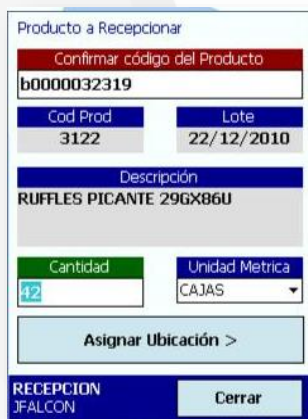 Producto a Recepcionar
Confirmar código del Producto
b0000032319
Cod Prod
Lote
3122
22/12/2010
Descripción
RUFFLES PICANTE 29GX86U
Cantidad
Unidad Metrica
42
CAJAS
Asignar Ubicación >
RECEPCION
JFALCON
Cerrar